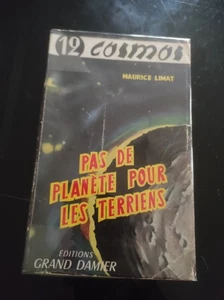 12 cosmos
MAURICE LIMAT
PAS DE
PLANÈTE POUR
LES TERRIENS
EDITIONS
GRAND DAMIER